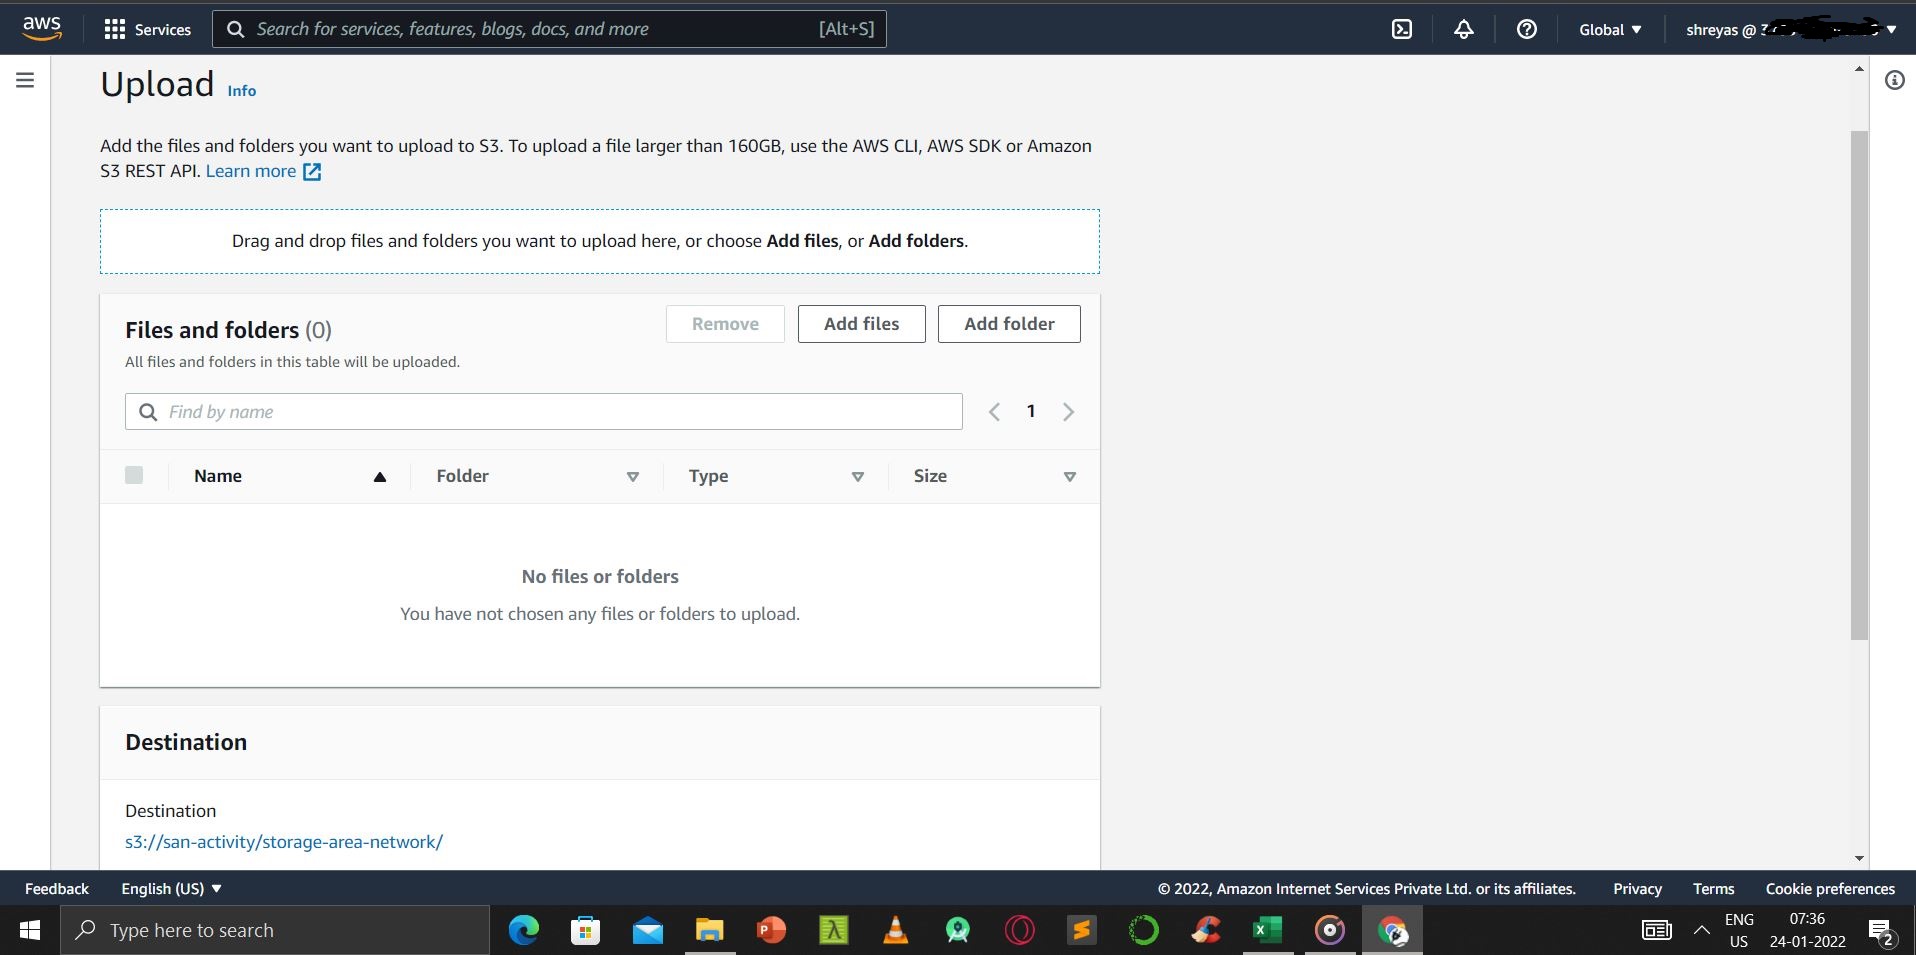 aws
Services
Search for services, features, blogs, docs, and more [Alt+S]
Global
shreyas @
Upload Info
Add the files and folders you want to upload to S3. To upload a file larger than 160GB, use the AWS CLI, AWS SDK or Amazon
S3 REST API. Learn more
Drag and drop files and folders you want to upload here, or choose Add files, or Add folders.
Files and folders (0)
Remove
Add files
Add folder
All files and folders in this table will be uploaded.
Find by name
1
Name Folder Type Size
No files or folders
You have not chosen any files or folders to upload.
Destination
Destination
s3://san-activity/storage-area-network/
Feedback English (US) © 2022, Amazon Internet Services Private Ltd. or its affiliates. Privacy Terms Cookie preferences
Type here to search
ENG
US
07:36
24-01-2022
2